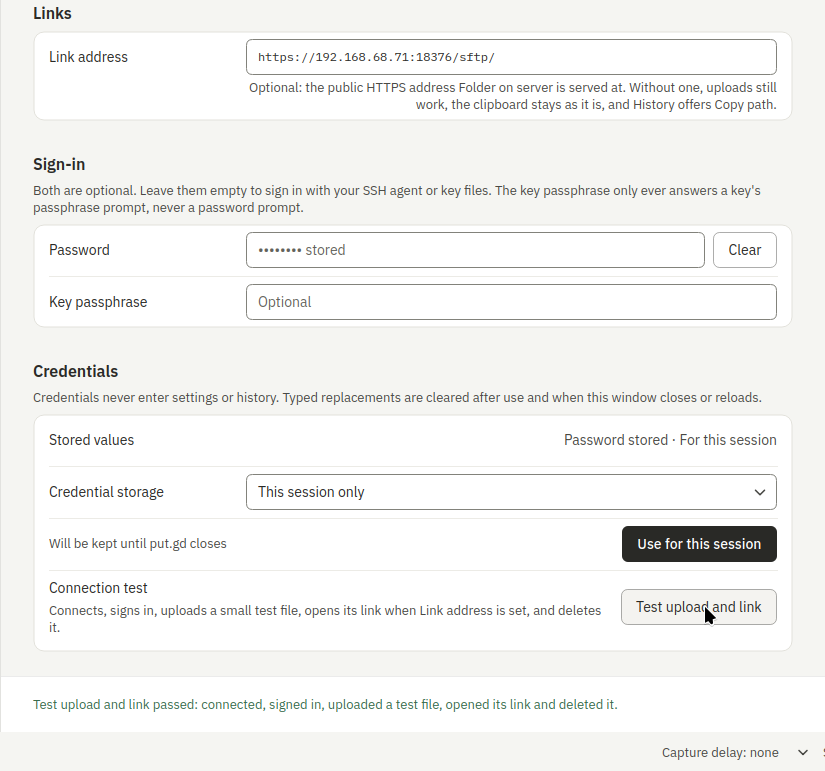 Links
Link address
https://192.168.68.71:18376/sftp/
Optional: the public HTTPS address Folder on server is served at. Without one, uploads still
work, the clipboard stays as it is, and History offers Copy path.
Sign-in
Both are optional. Leave them empty to sign in with your SSH agent or key files. The key passphrase only ever answers a key's
passphrase prompt, never a password prompt.
Password
•••••••• stored
Clear
Key passphrase
Optional
Credentials
Credentials never enter settings or history. Typed replacements are cleared after use and when this window closes or reloads.
Stored values
Password stored · For this session
Credential storage
This session only
Will be kept until put.gd closes
Use for this session
Connection test
Connects, signs in, uploads a small test file, opens its link when Link address is set, and deletes
it.
Test upload and link
Test upload and link passed: connected, signed in, uploaded a test file, opened its link and deleted it.
Capture delay: none